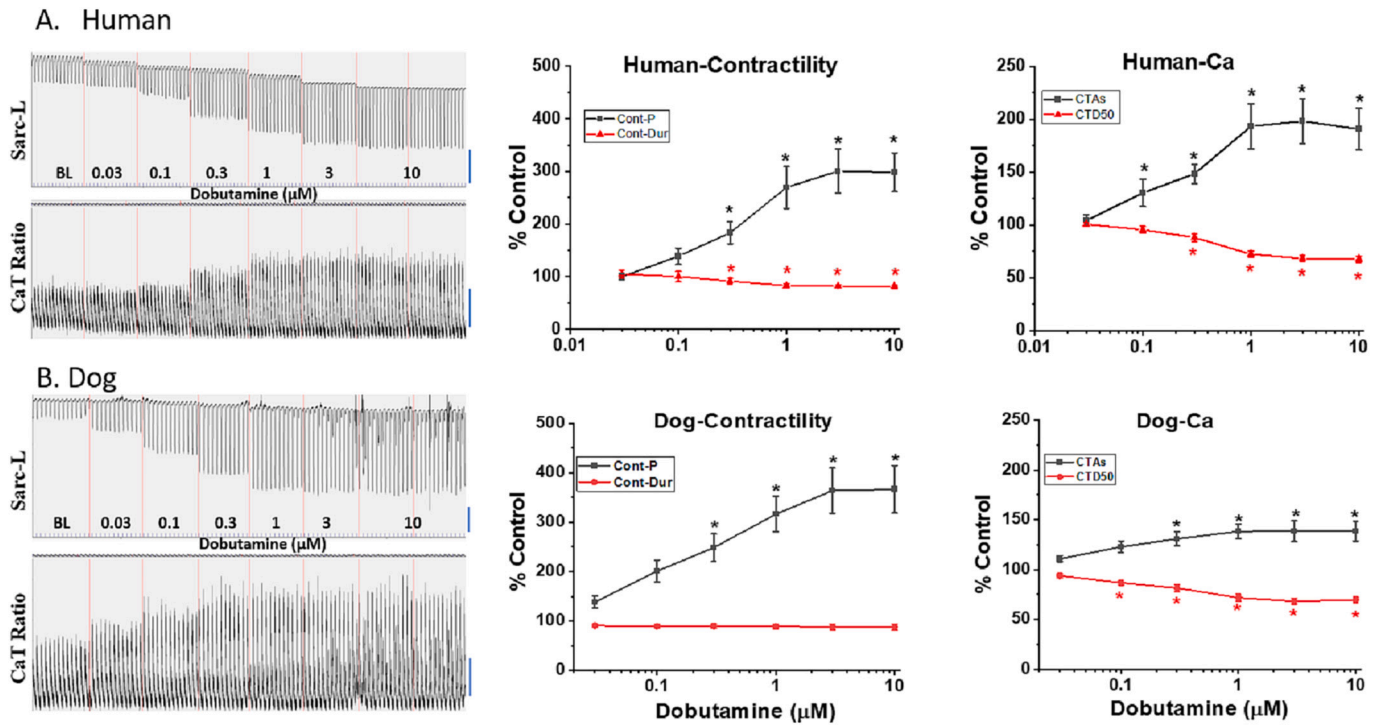 A. Human
Sarc-L
BL 0.03 0.1 0.3 1 3 10
Dobutamine (μM)
CaT Ratio
Human-Contractility
Cont-P
Cont-Dur
% Control
500
400
300
200
100
0
0.01 0.1 1 10
* * * *
* * * *
Human-Ca
CTAs
CTD50
% Control
250
200
150
100
50
0
0.01 0.1 1 10
* * * * *
* * * *
B. Dog
Sarc-L
BL 0.03 0.1 0.3 1 3 10
Dobutamine (μM)
CaT Ratio
Dog-Contractility
Cont-P
Cont-Dur
% Control
500
400
300
200
100
0
0.1 1 10
Dobutamine (μM)
* * * *
Dog-Ca
CTAs
CTD50
% Control
250
200
150
100
50
0
0.1 1 10
Dobutamine (μM)
* * * *
* * * * *